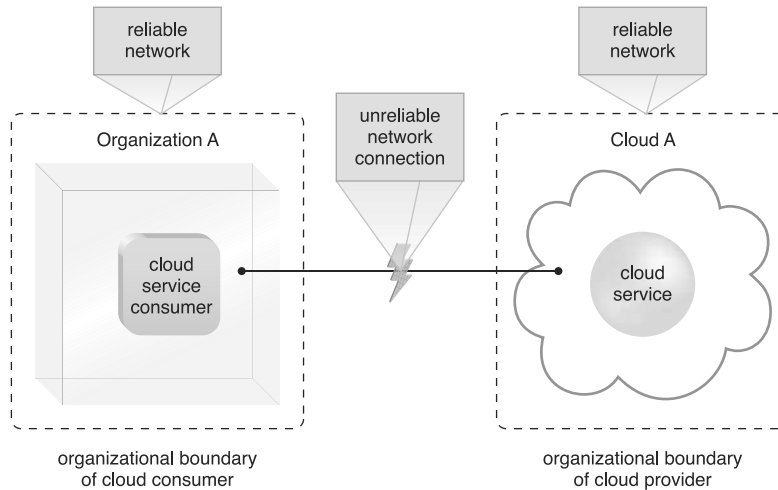 reliable
network
reliable
network
unreliable
network
connection
Organization A
Cloud A
cloud
service
consumer
cloud
service
organizational boundary
of cloud consumer
organizational boundary
of cloud provider